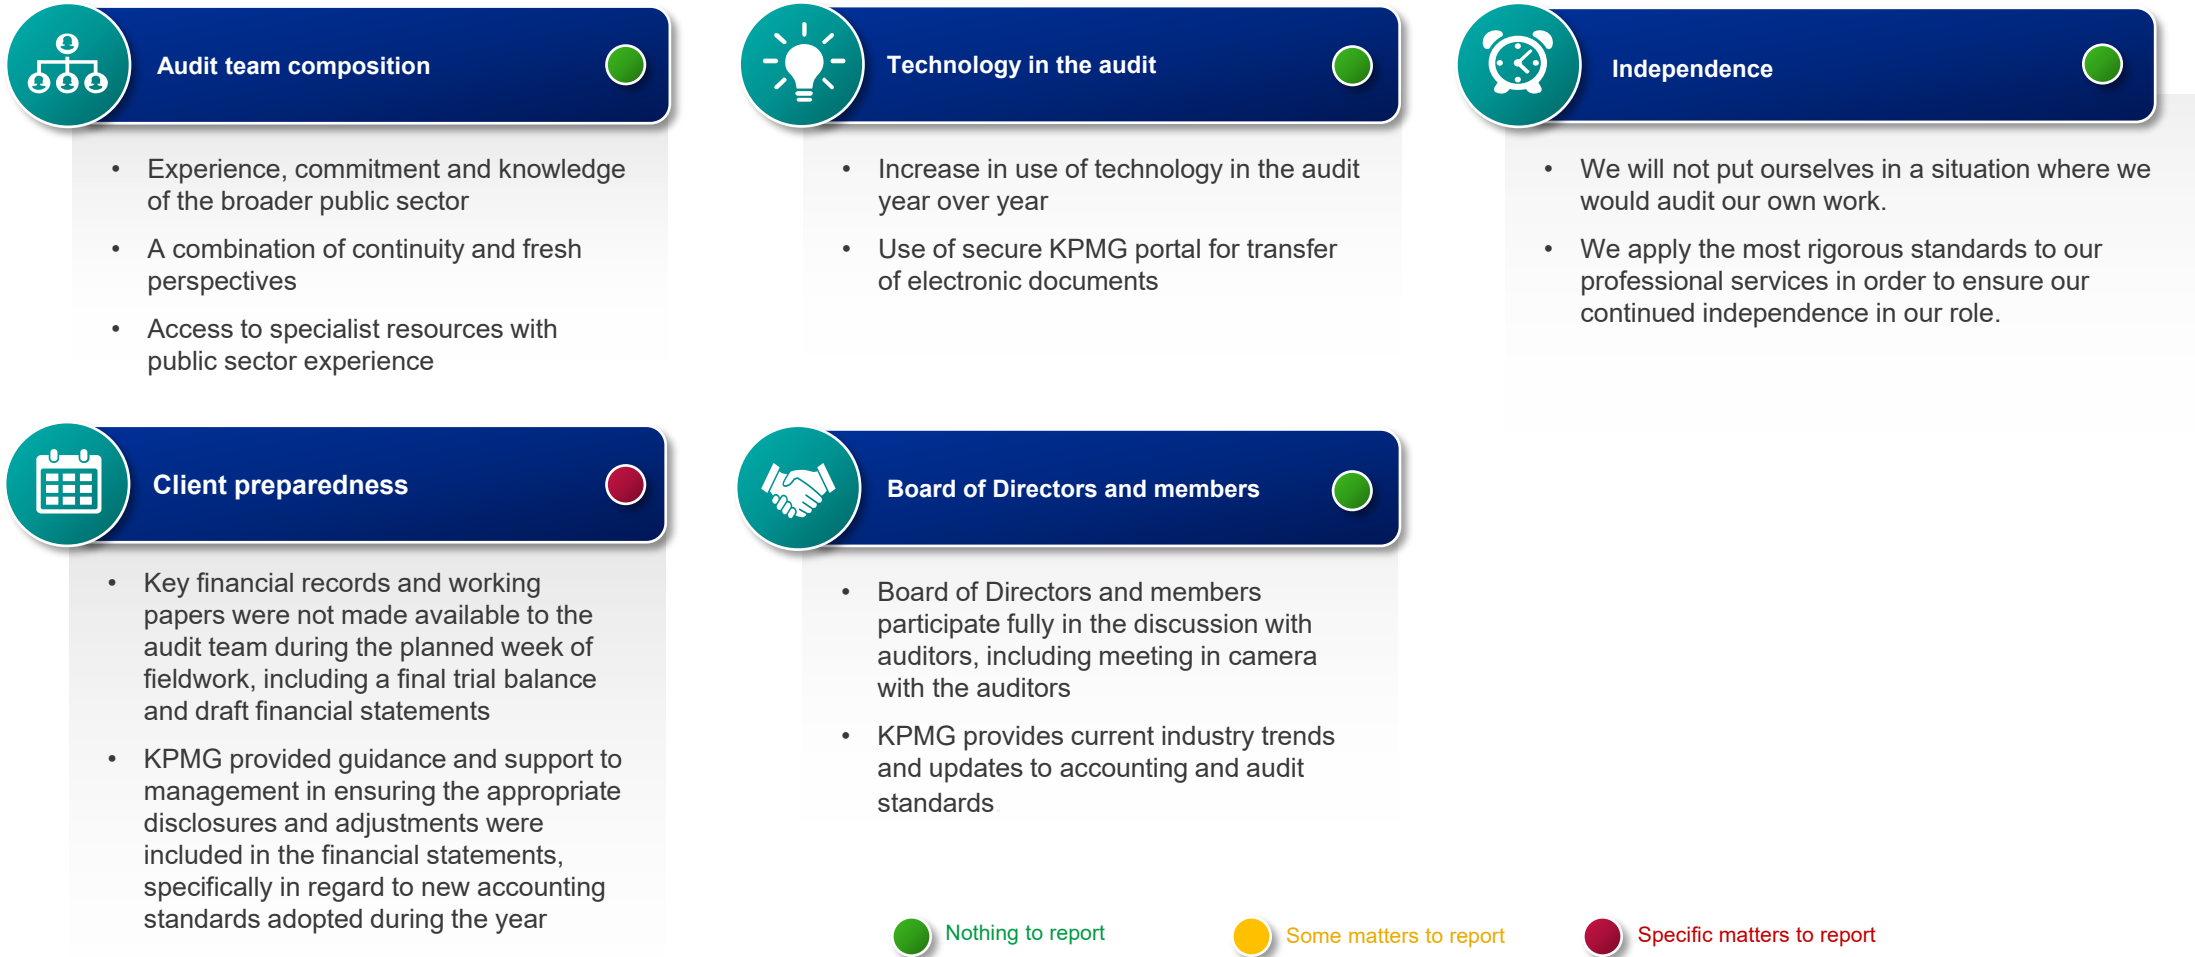 Audit team composition
• Experience, commitment and knowledge
of the broader public sector
• A combination of continuity and fresh
perspectives
• Access to specialist resources with
public sector experience
Technology in the audit
• Increase in use of technology in the audit
year over year
• Use of secure KPMG portal for transfer
of electronic documents
Independence
• We will not put ourselves in a situation where we
would audit our own work.
• We apply the most rigorous standards to our
professional services in order to ensure our
continued independence in our role.
Client preparedness
• Key financial records and working
papers were not made available to the
audit team during the planned week of
fieldwork, including a final trial balance
and draft financial statements
• KPMG provided guidance and support to
management in ensuring the appropriate
disclosures and adjustments were
included in the financial statements,
specifically in regard to new accounting
standards adopted during the year
Board of Directors and members
• Board of Directors and members
participate fully in the discussion with
auditors, including meeting in camera
with the auditors
• KPMG provides current industry trends
and updates to accounting and audit
standards
Nothing to report
Some matters to report
Specific matters to report